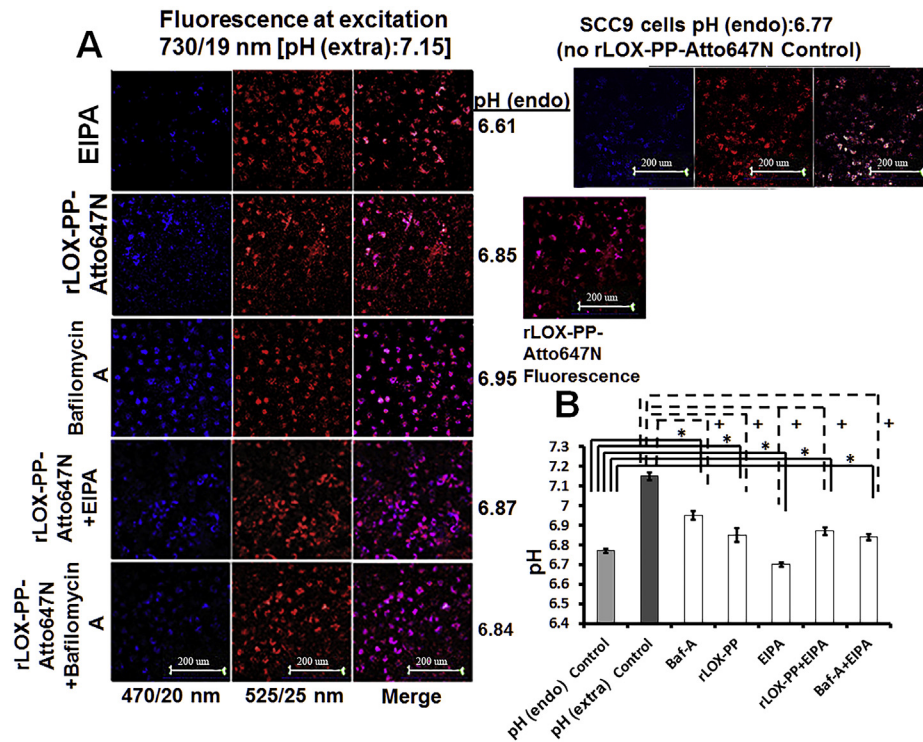 A
Fluorescence at excitation
730/19 nm [pH (extra):7.15]
SCC9 cells pH (endo):6.77
(no rLOX-PP-Atto647N Control)
EIPA
pH (endo)
6.61
200 um
200 um
200 um
rLOX-PP-
Atto647N
6.85
200 um
rLOX-PP-
Atto647N
Fluorescence
Bafilomycin
A
6.95
rLOX-PP-
Atto647N
+EIPA
6.87
rLOX-PP-
Atto647N
+Bafilomycin
A
6.84
200 um
200 um
200 um
470/20 nm
525/25 nm
Merge
B
+ + + + +
* * * * *
7.3
7.2
7.1
7
6.9
6.8
6.7
6.6
6.5
6.4
pH
pH (endo) Control
pH (extra) Control
Baf-A
rLOX-PP
EIPA
rLOX-PP+EIPA
Baf-A+EIPA